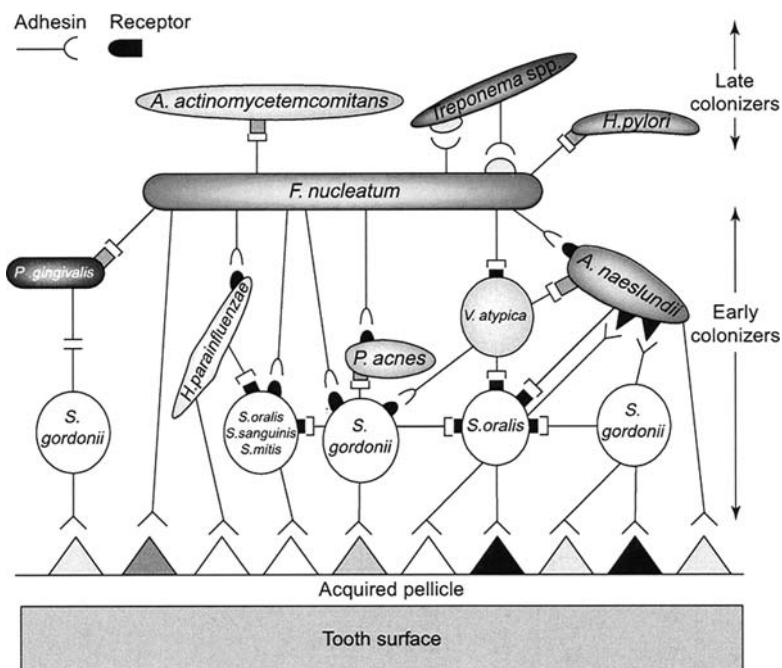 Adhesin
Receptor
A. actinomycetemcomitans
Treponema spp.
H.pylori
Late
colonizers
F. nucleatum
P. gingivalis
H.parainfluenzae
A. naeslundii
V. atypica
P. acnes
Early
colonizers
S.
gordonii
S.oralis
S.sanguinis
S.mitis
S.
gordonii
S.oralis
S.
gordonii
Acquired pellicle
Tooth surface